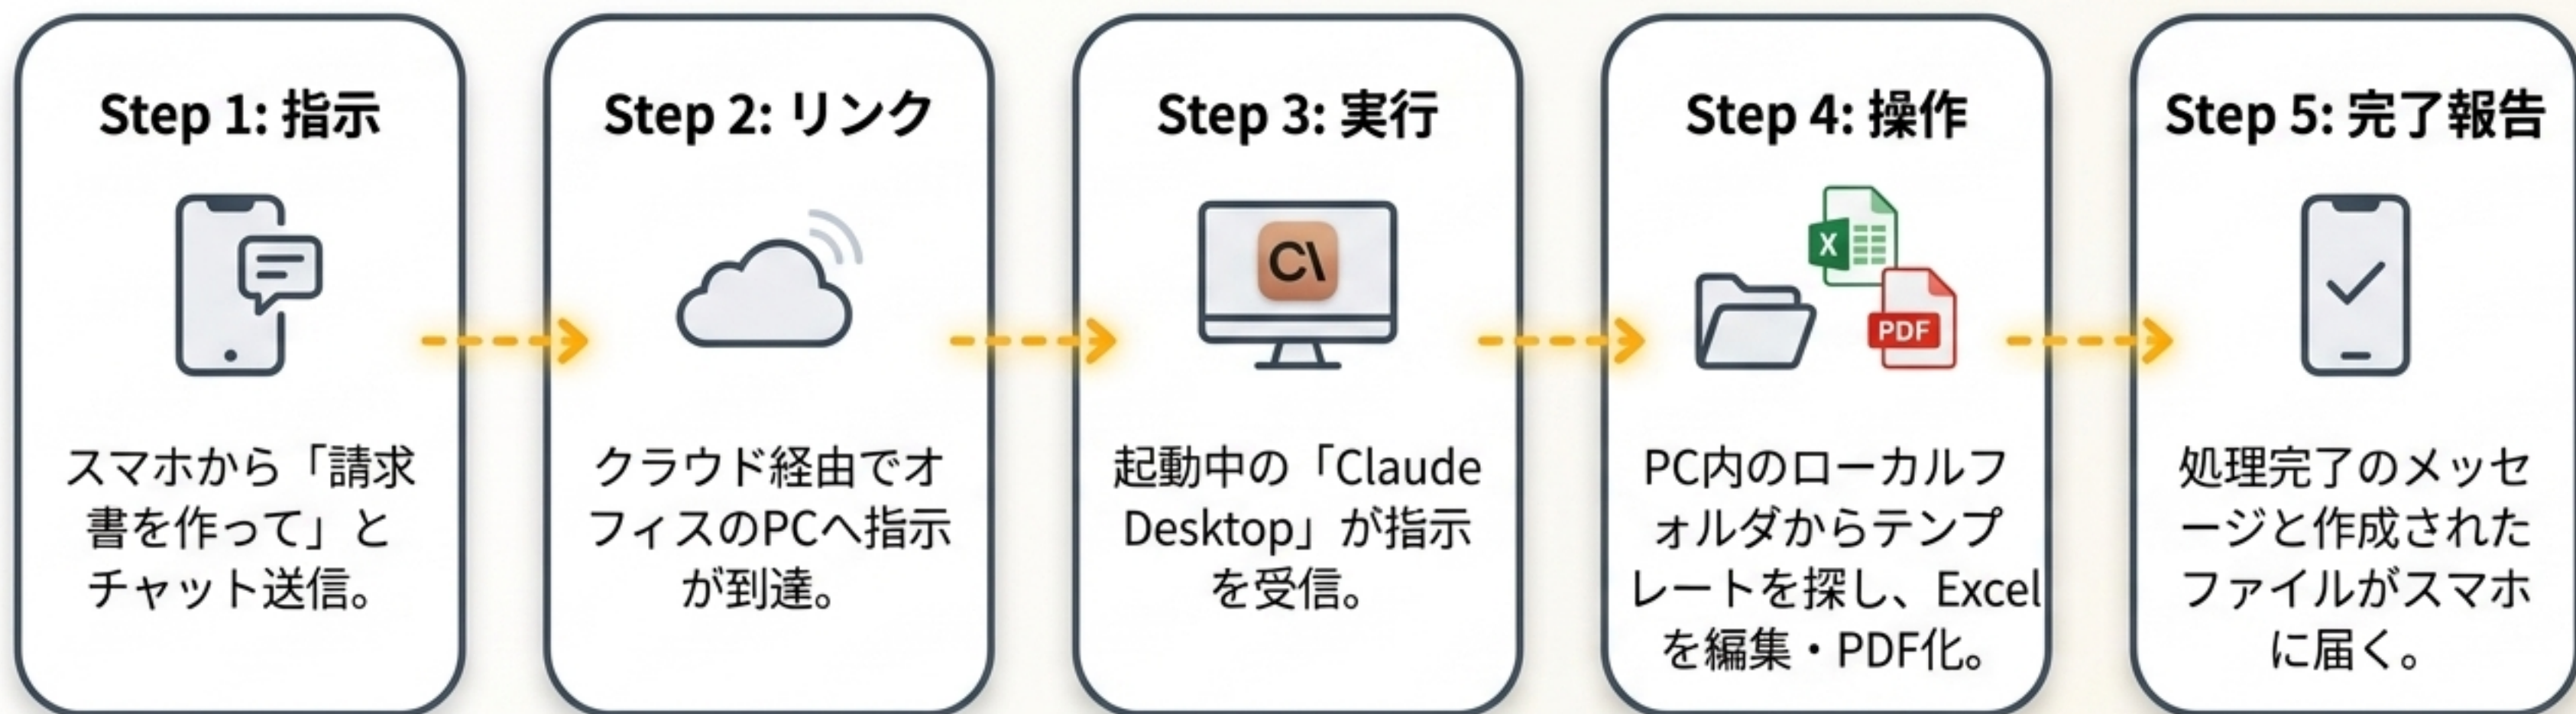 Step 1: 指示
スマホから「請求
書を作って」と
チャット送信。
Step 2: リンク
クラウド経由でオ
フィスのPCへ指示
が到達。
Step 3: 実行
C\
起動中の「Claude
Desktop」が指示
を受信。
Step 4: 操作
X
PDF
PC内のローカルフ
ォルダからテンプ
レートを探し、Excel
を編集・PDF化。
Step 5: 完了報告
処理完了のメッセ
ージと作成された
ファイルがスマホ
に届く。